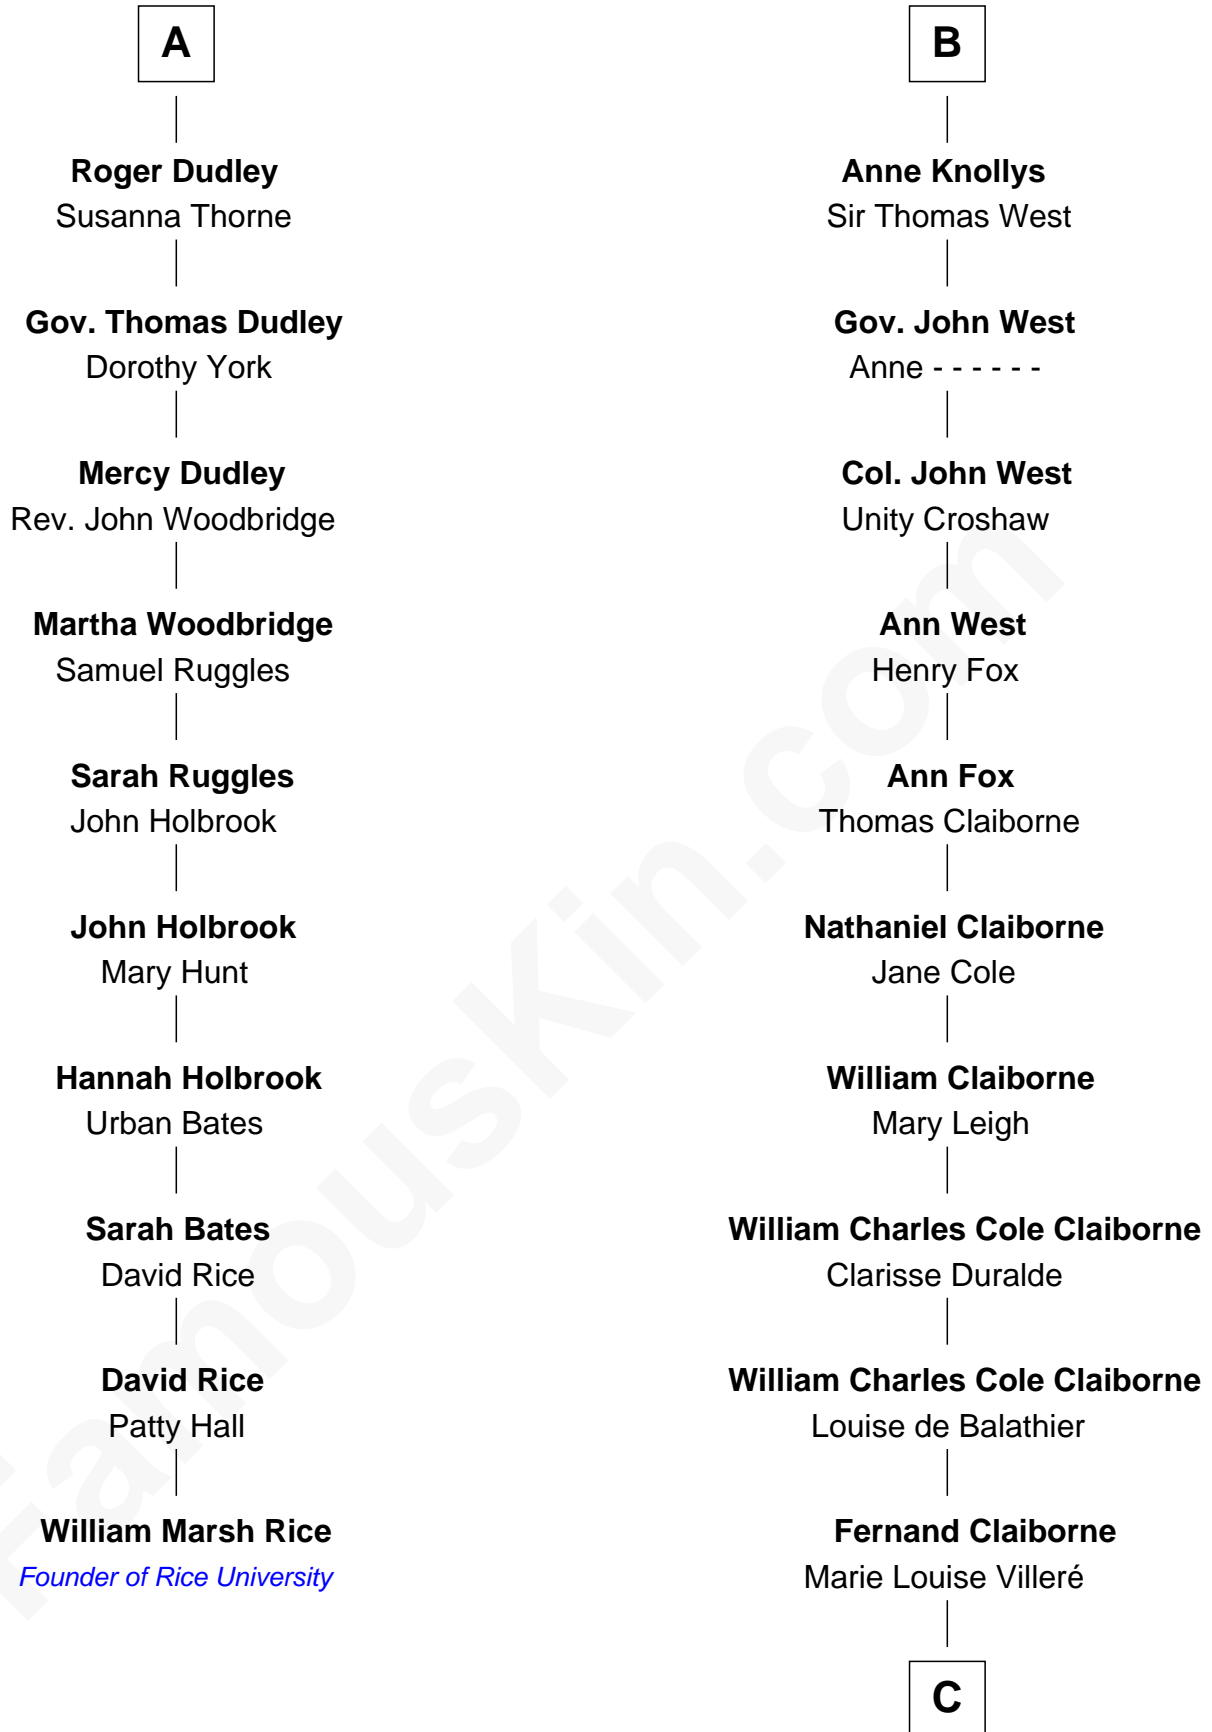 A
Roger Dudley
Susanna Thorne
Gov. Thomas Dudley
Dorothy York
Mercy Dudley
Rev. John Woodbridge
Martha Woodbridge
Samuel Ruggles
Sarah Ruggles
John Holbrook
John Holbrook
Mary Hunt
Hannah Holbrook
Urban Bates
Sarah Bates
David Rice
David Rice
Patty Hall
William Marsh Rice
Founder of Rice University
B
Anne Knollys
Sir Thomas West
Gov. John West
Anne - - - - - -
Col. John West
Unity Croshaw
Ann West
Henry Fox
Ann Fox
Thomas Claiborne
Nathaniel Claiborne
Jane Cole
William Claiborne
Mary Leigh
William Charles Cole Claiborne
Clarisse Duralde
William Charles Cole Claiborne
Louise de Balathier
Fernand Claiborne
Marie Louise Villeré
C
FamousKin.com